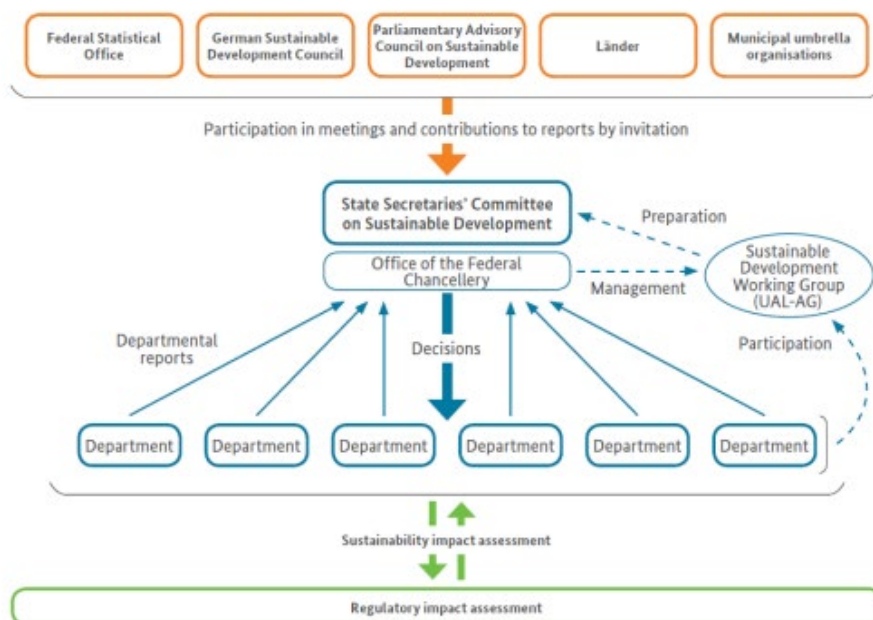 Federal Statistical
Office
German Sustainable
Development Council
Parliamentary Advisory
Council on Sustainable
Development
Länder
Municipal umbrella
organisations
Participation in meetings and contributions to reports by invitation
State Secretaries' Committee
on Sustainable Development
Preparation
Office of the Federal
Chancellery
Sustainable
Development
Working Group
(UAL-AG)
Management
Departmental
reports
Decisions
Participation
Department
Department
Department
Department
Department
Department
Sustainability impact assessment
Regulatory impact assessment